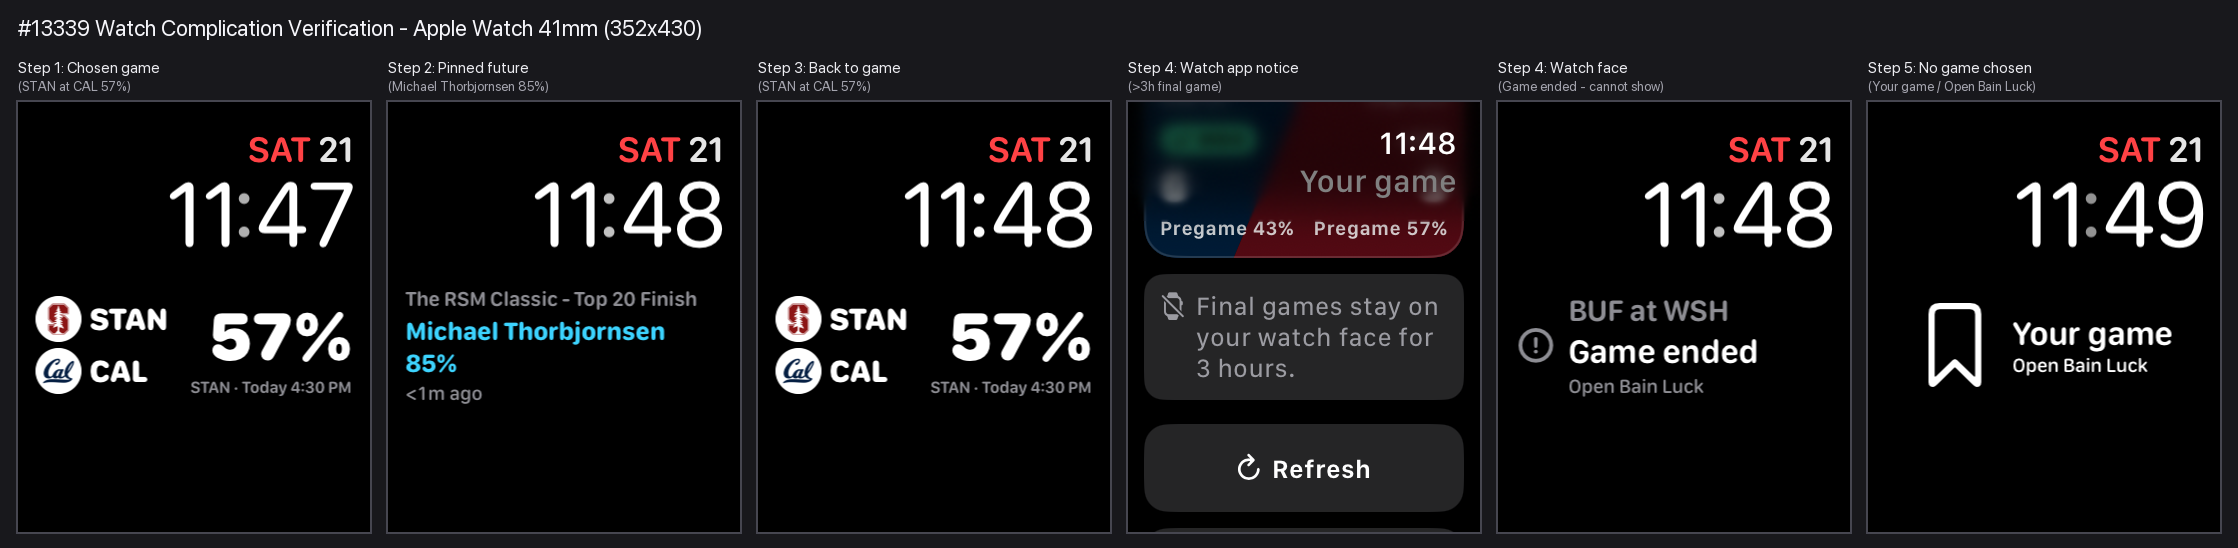 #13339 Watch Complication Verification - Apple Watch 41mm (352x430)
Step 1: Chosen game
(STAN at CAL 57%)
SAT 21
11:47
STAN
CAL
57%
STAN · Today 4:30 PM
Step 2: Pinned future
(Michael Thorbjornsen 85%)
SAT 21
11:48
The RSM Classic - Top 20 Finish
Michael Thorbjornsen
85%
<1m ago
Step 3: Back to game
(STAN at CAL 57%)
SAT 21
11:48
STAN
CAL
57%
STAN · Today 4:30 PM
Step 4: Watch app notice
(>3h final game)
11:48
Your game
Pregame 43% Pregame 57%
Final games stay on
your watch face for
3 hours.
Refresh
Step 4: Watch face
(Game ended - cannot show)
SAT 21
11:48
BUF at WSH
Game ended
Open Bain Luck
Step 5: No game chosen
(Your game / Open Bain Luck)
SAT 21
11:49
Your game
Open Bain Luck